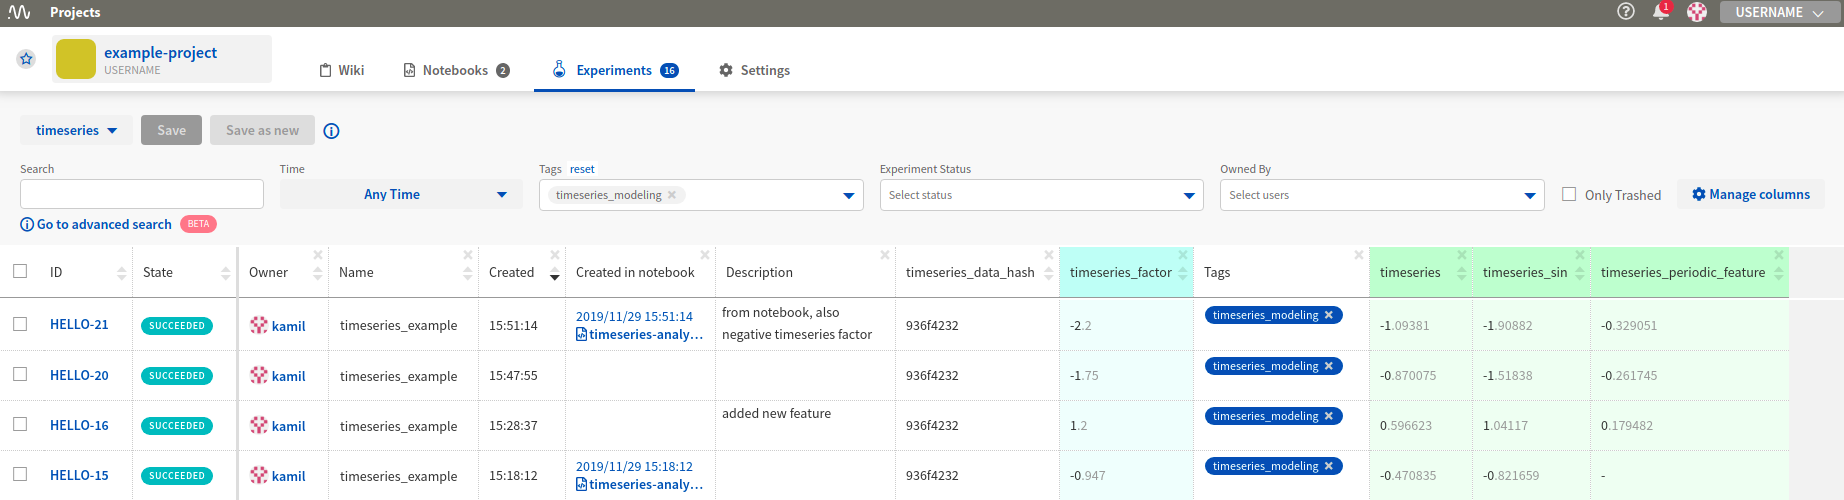 Projects
1
USERNAME
example-project
USERNAME
Wiki
Notebooks 2
Experiments 16
Settings
timeseries
Save
Save as new
Search
Time
Tags reset
Experiment Status
Owned By
Any Time
timeseries_modeling
Select status
Select users
Only Trashed
Manage columns
Go to advanced search BETA
ID State Owner Name Created Created in notebook Description timeseries_data_hash timeseries_factor Tags timeseries timeseries_sin timeseries_periodic_feature
HELLO-21 SUCCEEDED kamil timeseries_example 15:51:14
2019/11/29 15:51:14
timeseries-analy...
from notebook, also
negative timeseries factor
936f4232 -2.2 timeseries_modeling -1.09381 -1.90882 -0.329051
HELLO-20 SUCCEEDED kamil timeseries_example 15:47:55 936f4232 -1.75 timeseries_modeling -0.870075 -1.51838 -0.261745
HELLO-16 SUCCEEDED kamil timeseries_example 15:28:37 added new feature 936f4232 1.2 timeseries_modeling 0.596623 1.04117 0.179482
HELLO-15 SUCCEEDED kamil timeseries_example 15:18:12
2019/11/29 15:18:12
timeseries-analy...
936f4232 -0.947 timeseries_modeling -0.470835 -0.821659 -